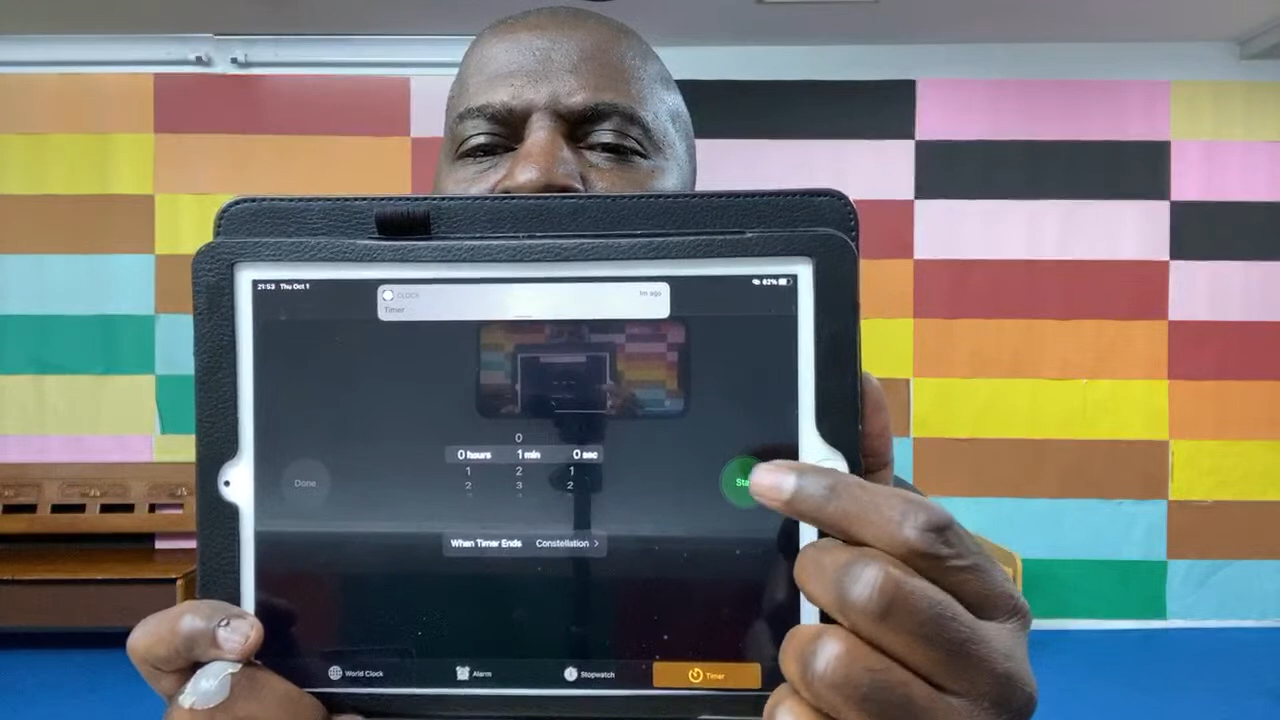 21:53 Thu Oct 1
62%
CLOCK
1m ago
Timer
0
0 hours 1 min 0 sec
1 2 1
2 3 2
Done
When Timer Ends Constellation >
World Clock
Alarm
Stopwatch
Timer